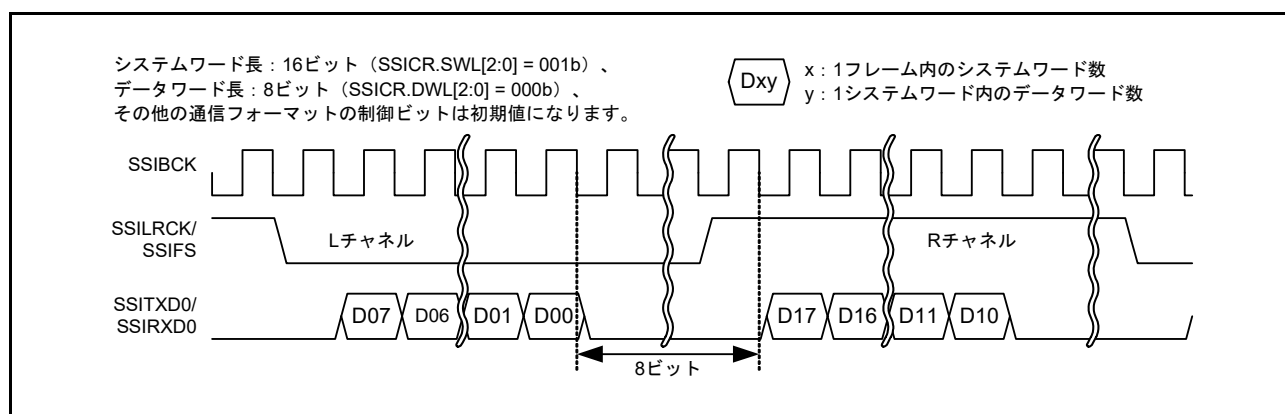 システムワード長：16ビット（SSICR.SWL[2:0] = 001b）、
データワード長：8ビット（SSICR.DWL[2:0] = 000b）、
その他の通信フォーマットの制御ビットは初期値になります。
Dxy
x：1フレーム内のシステムワード数
y：1システムワード内のデータワード数
SSIBCK
SSILRCK/
SSIFS
Lチャネル
Rチャネル
SSITXD0/
SSIRXD0
D07 D06 D01 D00 D17 D16 D11 D10
8ビット